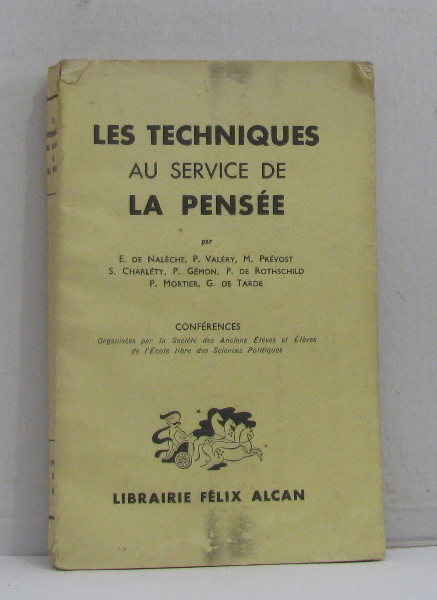 LES TECHNIQUES
AU SERVICE DE
LA PENSÉE
par
E. DE NALÈCHE, P. VALÉRY, M. PRÉVOST
S. CHARLÉTY, P. GÉMON, P. DE ROTHSCHILD
P. MORTIER, G. DE TARDE
CONFÉRENCES
Organisées par la Société des Anciens Élèves et Élèves
de l'École libre des Sciences Politiques
LIBRAIRIE FÉLIX ALCAN